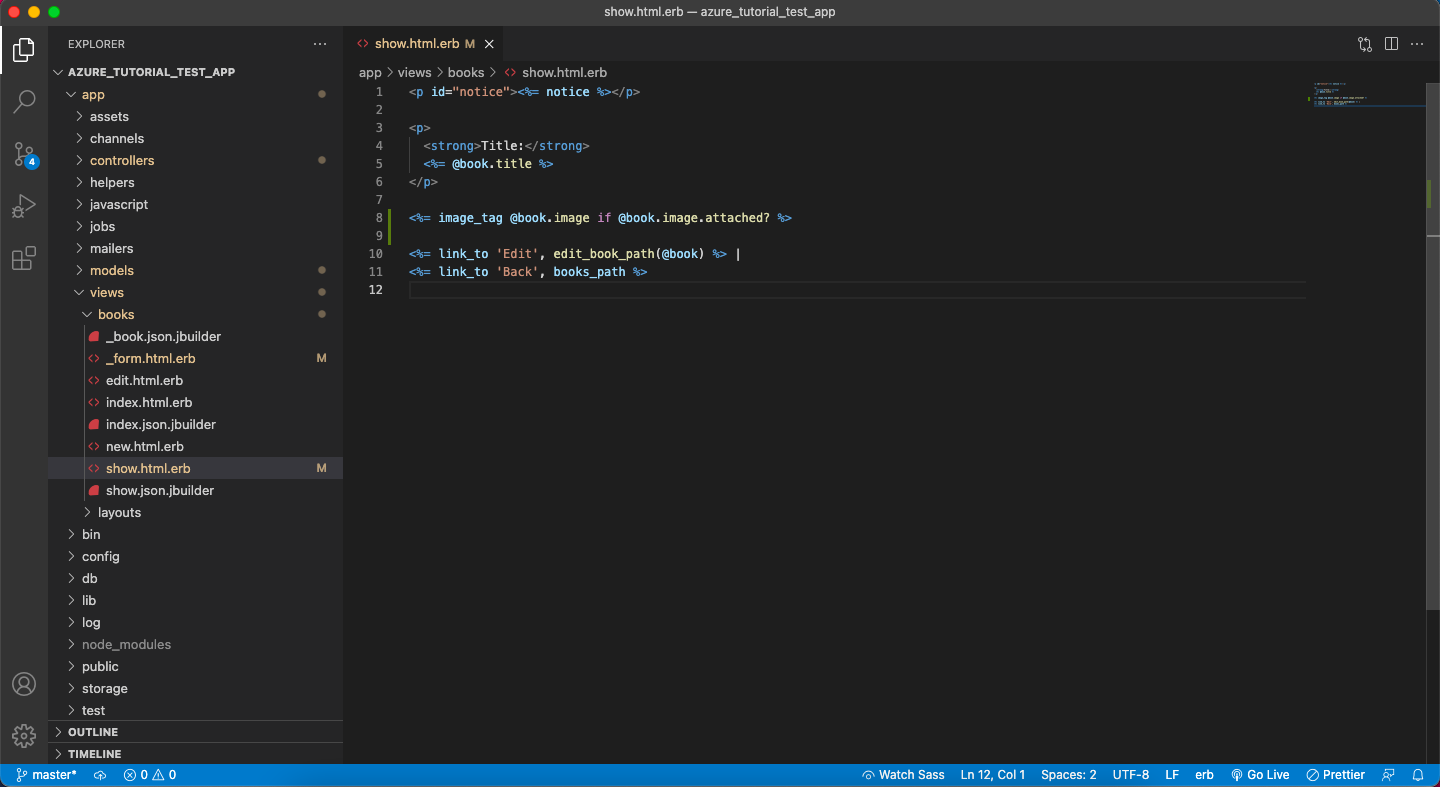 show.html.erb — azure_tutorial_test_app
EXPLORER
AZURE_TUTORIAL_TEST_APP
app
assets
channels
controllers
helpers
javascript
jobs
mailers
models
views
books
_book.json.jbuilder
_form.html.erb M
edit.html.erb
index.html.erb
index.json.jbuilder
new.html.erb
show.html.erb M
show.json.jbuilder
layouts
bin
config
db
lib
log
node_modules
public
storage
test
OUTLINE
TIMELINE
4
show.html.erb M
app > views > books > show.html.erb
1 <p id="notice"><%= notice %></p>
2
3 <p>
4   <strong>Title:</strong>
5   <%= @book.title %>
6 </p>
7
8 <%= image_tag @book.image if @book.image.attached? %>
9
10 <%= link_to 'Edit', edit_book_path(@book) %> |
11 <%= link_to 'Back', books_path %>
12
master* 0 0 Watch Sass Ln 12, Col 1 Spaces: 2 UTF-8 LF erb Go Live Prettier